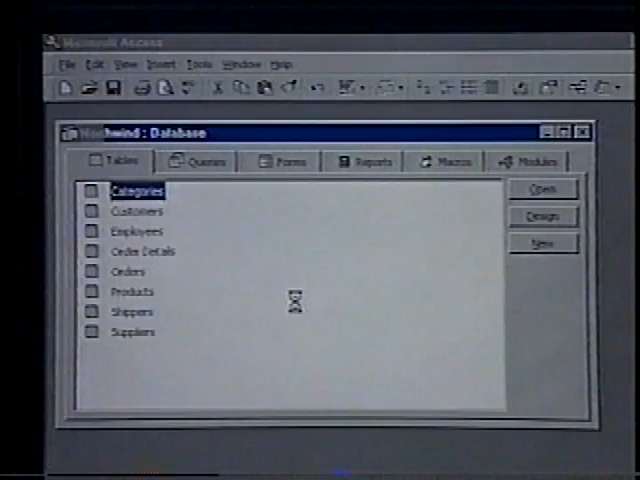 Microsoft Access
File Edit View Insert Tools Window Help
Northwind : Database
Tables Queries Forms Reports Macros Modules
Categories
Customers
Employees
Order Details
Orders
Products
Shippers
Suppliers
Open
Design
New